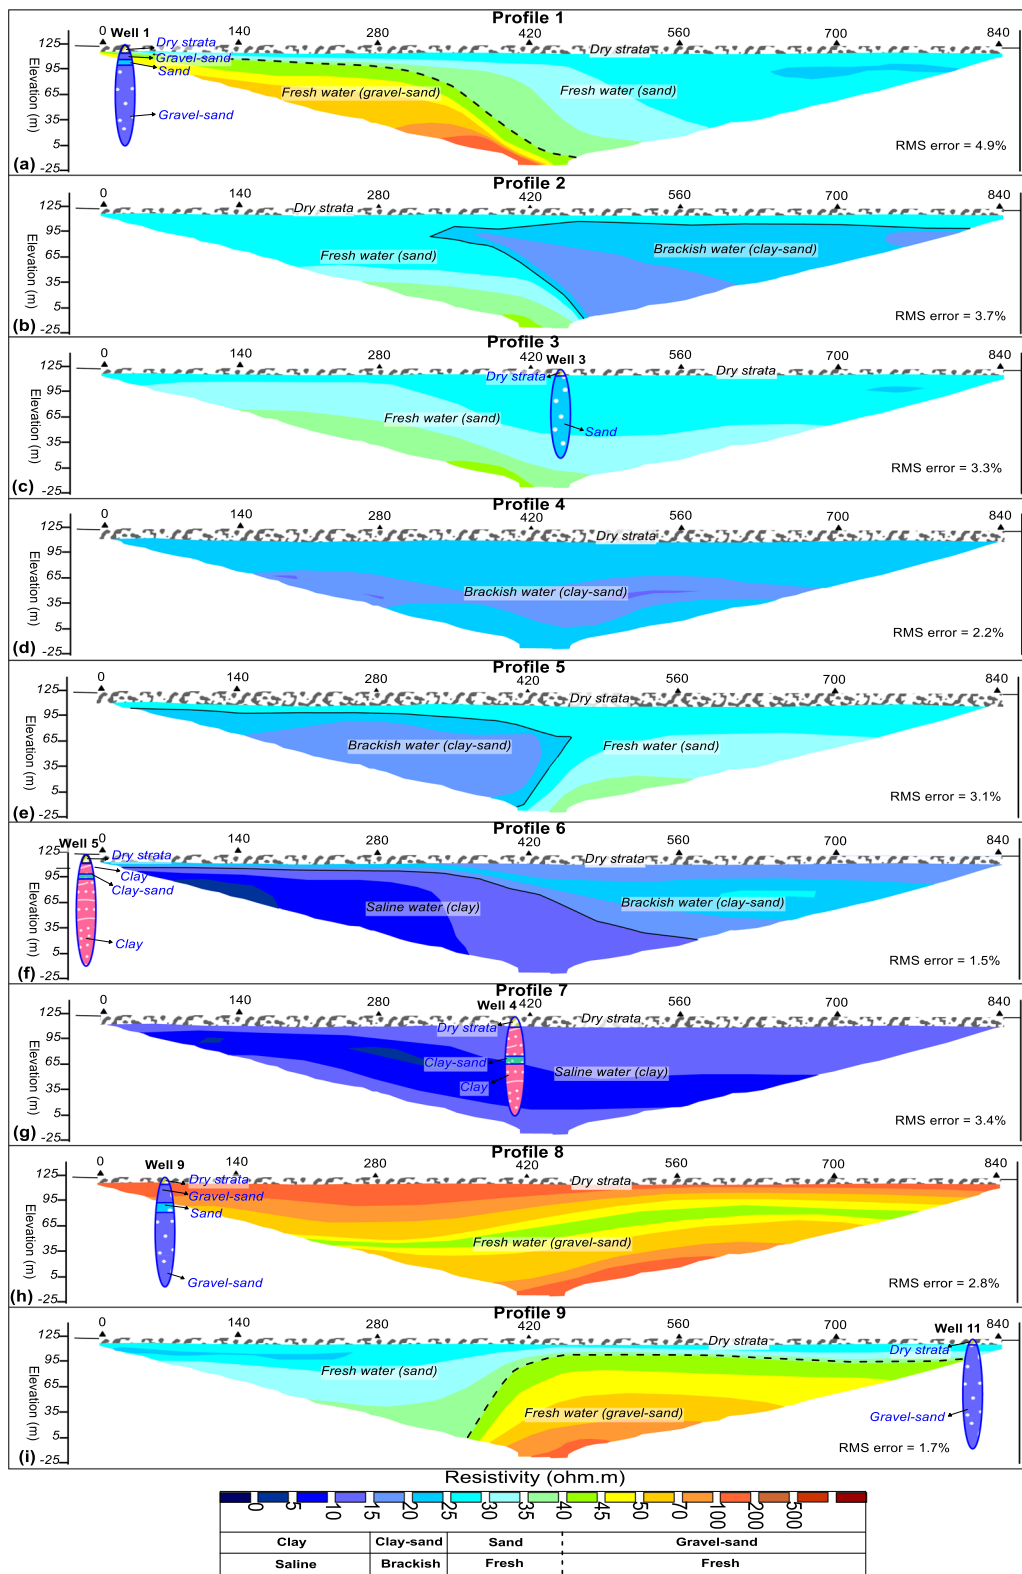 Profile 1
0 140 280 420 560 700 840
Well 1
Dry strata
Dry strata
Gravel-sand
Sand
Gravel-sand
Fresh water (gravel-sand)
Fresh water (sand)
125
95
65
35
5
-25
Elevation (m)
RMS error = 4.9%
(a)
Profile 2
0 140 280 420 560 700 840
Dry strata
Fresh water (sand)
Brackish water (clay-sand)
125
95
65
35
5
-25
Elevation (m)
RMS error = 3.7%
(b)
Profile 3
0 140 280 420 560 700 840
Well 3
Dry strata
Dry strata
Fresh water (sand)
Sand
125
95
65
35
5
-25
Elevation (m)
RMS error = 3.3%
(c)
Profile 4
0 140 280 420 560 700 840
Dry strata
Brackish water (clay-sand)
125
95
65
35
5
-25
Elevation (m)
RMS error = 2.2%
(d)
Profile 5
0 140 280 420 560 700 840
Dry strata
Brackish water (clay-sand)
Fresh water (sand)
125
95
65
35
5
-25
Elevation (m)
RMS error = 3.1%
(e)
Profile 6
0 140 280 420 560 700 840
Well 5
Dry strata
Dry strata
Clay
Clay-sand
Clay
Saline water (clay)
Brackish water (clay-sand)
125
95
65
35
5
-25
Elevation (m)
RMS error = 1.5%
(f)
Profile 7
0 140 280 420 560 700 840
Well 4
Dry strata
Dry strata
Clay-sand
Clay
Saline water (clay)
125
95
65
35
5
-25
Elevation (m)
RMS error = 3.4%
(g)
Profile 8
0 140 280 420 560 700 840
Well 9
Dry strata
Dry strata
Gravel-sand
Sand
Gravel-sand
Fresh water (gravel-sand)
125
95
65
35
5
-25
Elevation (m)
RMS error = 2.8%
(h)
Profile 9
0 140 280 420 560 700 840
Well 11
Dry strata
Dry strata
Fresh water (sand)
Fresh water (gravel-sand)
Gravel-sand
125
95
65
35
5
-25
Elevation (m)
RMS error = 1.7%
(i)
Resistivity (ohm.m)
0 5 10 15 20 25 30 35 40 45 50 70 100 200 500
Clay Clay-sand Sand Gravel-sand
Saline Brackish Fresh Fresh